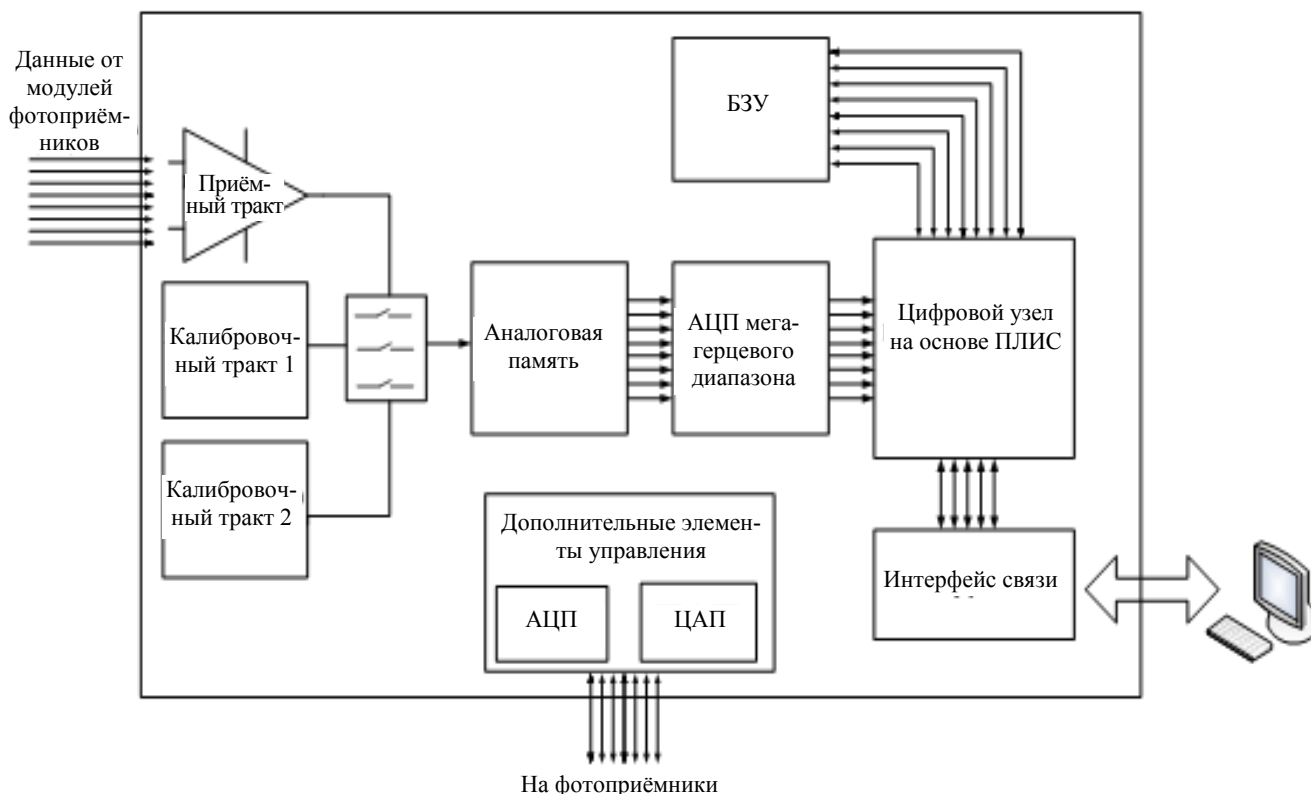 Данные от
модулей
фотоприём-
ников
БЗУ
Приём-
ный тракт
Калибровоч-
ный тракт 1
Аналоговая
память
АЦП мега-
герцевого
диапазона
Цифровой узел
на основе ПЛИС
Калибровоч-
ный тракт 2
Дополнительные элемен-
ты управления
АЦП
ЦАП
Интерфейс связи
На фотоприёмники